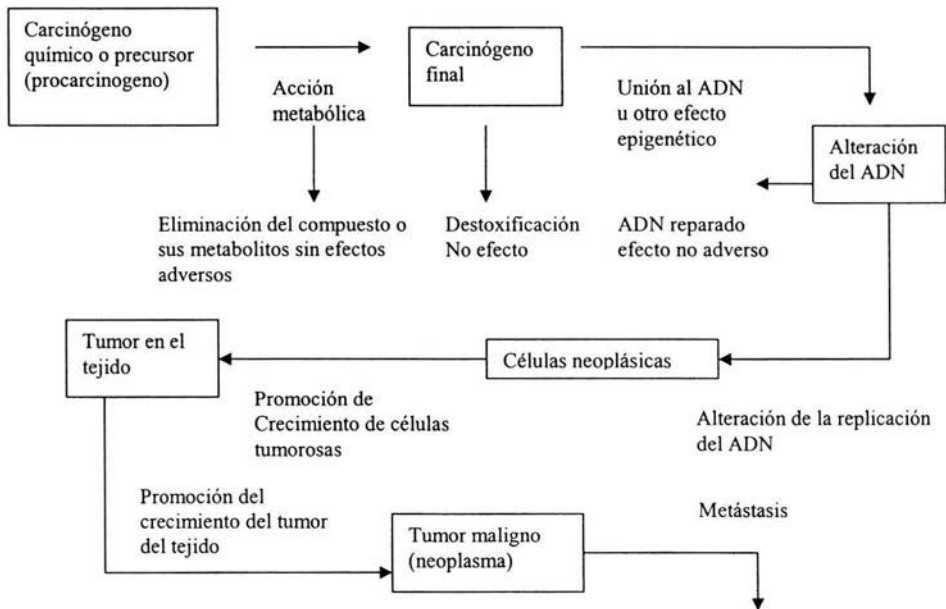 Carcinógeno
químico o precursor
(procarcinogeno)
Acción
metabólica
Carcinógeno
final
Unión al ADN
u otro efecto
epigenético
Alteración
del ADN
Eliminación del compuesto o
sus metabolitos sin efectos
adversos
Destoxificación
No efecto
ADN reparado
efecto no adverso
Tumor en el
tejido
Células neoplásicas
Promoción de
Crecimiento de células
tumorosas
Alteración de la replicación
del ADN
Promoción del
crecimiento del tumor
del tejido
Tumor maligno
(neoplasma)
Metástasis